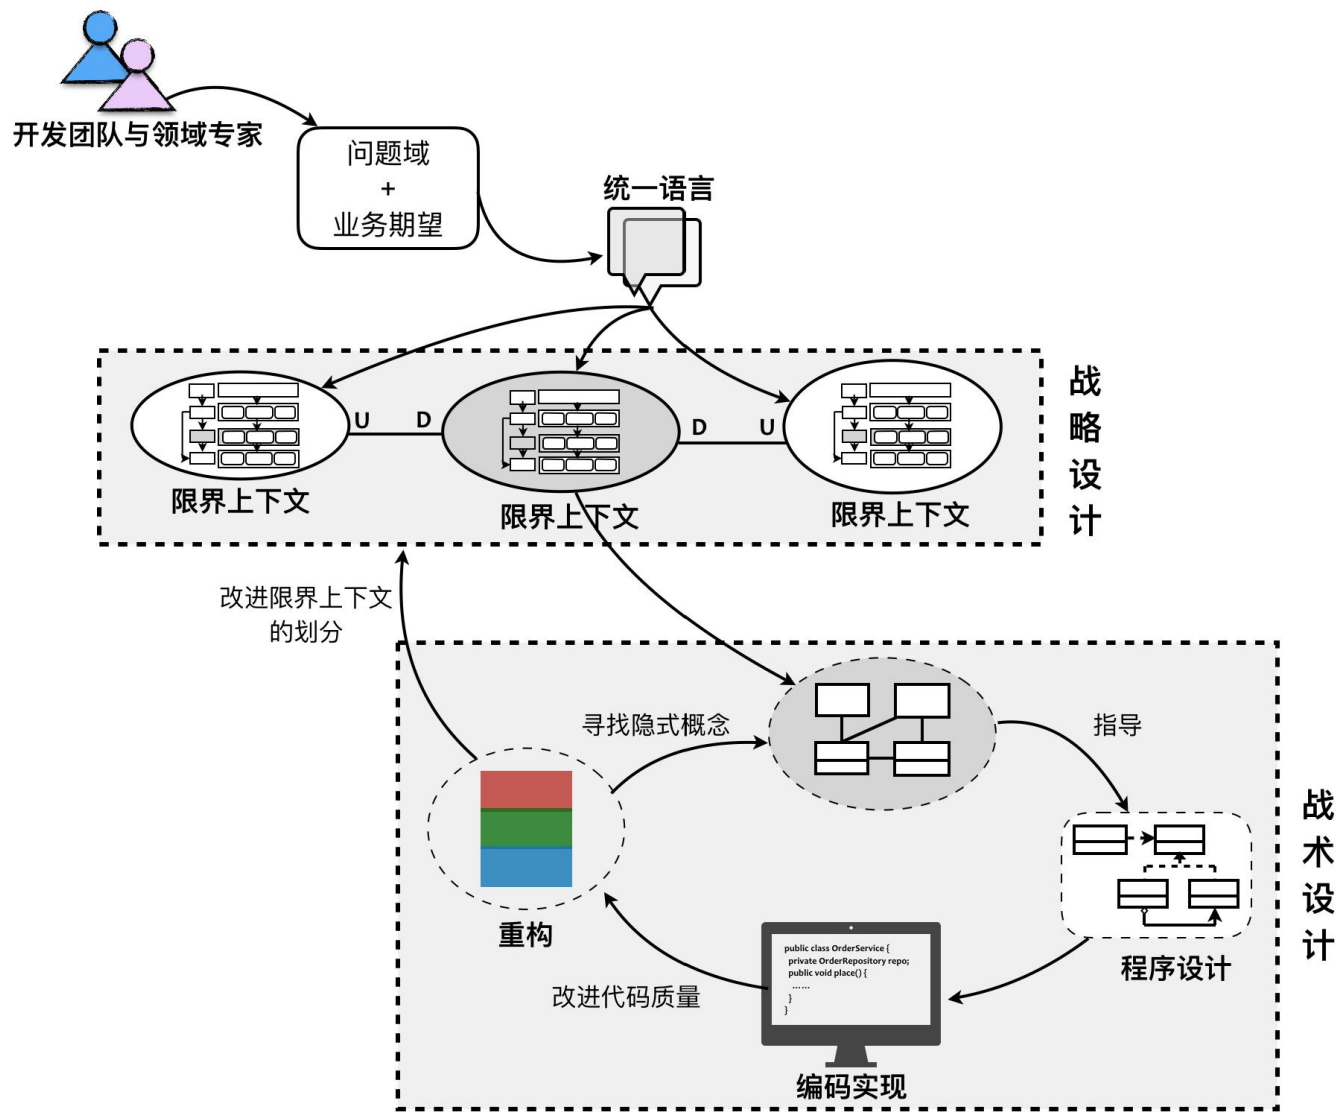 开发团队与领域专家
问题域
+
业务期望
统一语言
U
D
D
U
限界上下文
限界上下文
限界上下文
战略设计
改进限界上下文
的划分
寻找隐式概念
指导
重构
程序设计
战术设计
public class OrderService {
private OrderRepository repo;
public void place() {
……
}
}
改进代码质量
编码实现